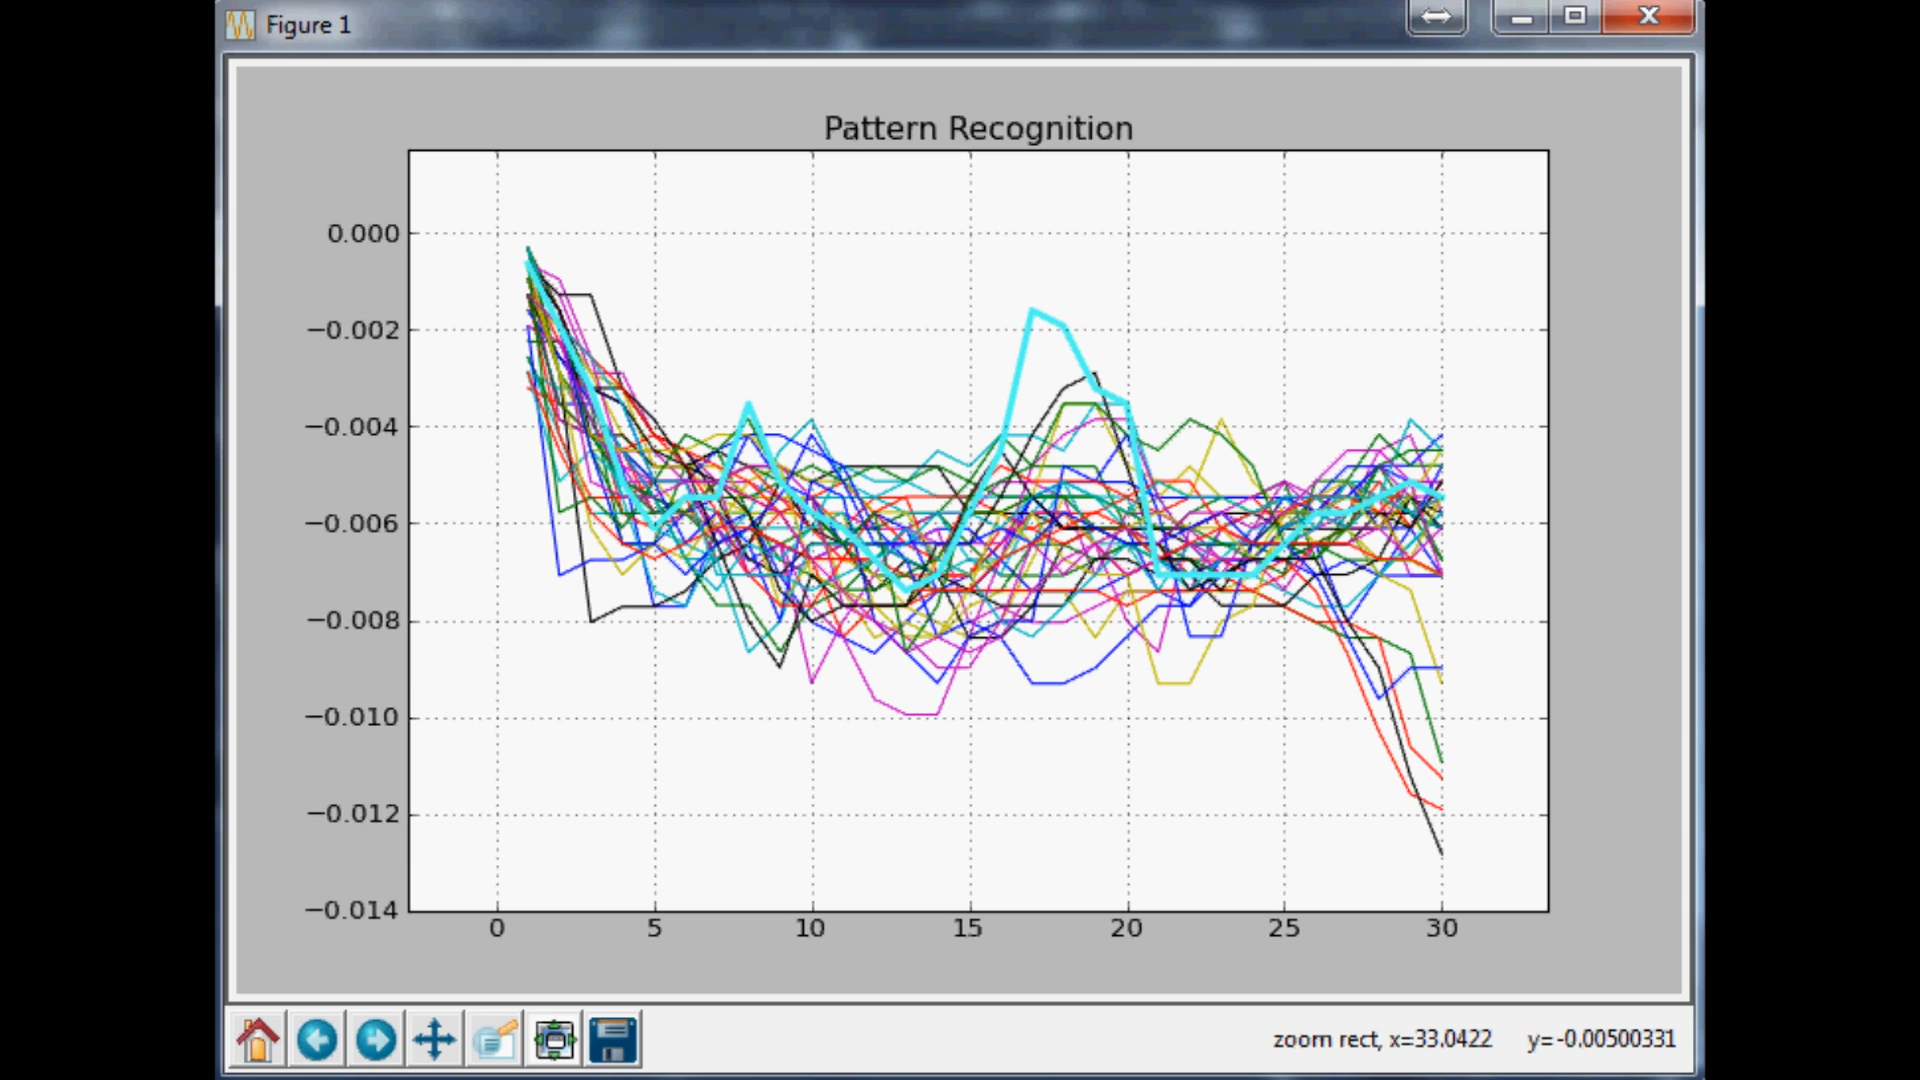 Figure 1
Pattern Recognition
0.000
−0.002
−0.004
−0.006
−0.008
−0.010
−0.012
−0.014
0 5 10 15 20 25 30
zoom rect, x=33.0422 y=-0.00500331